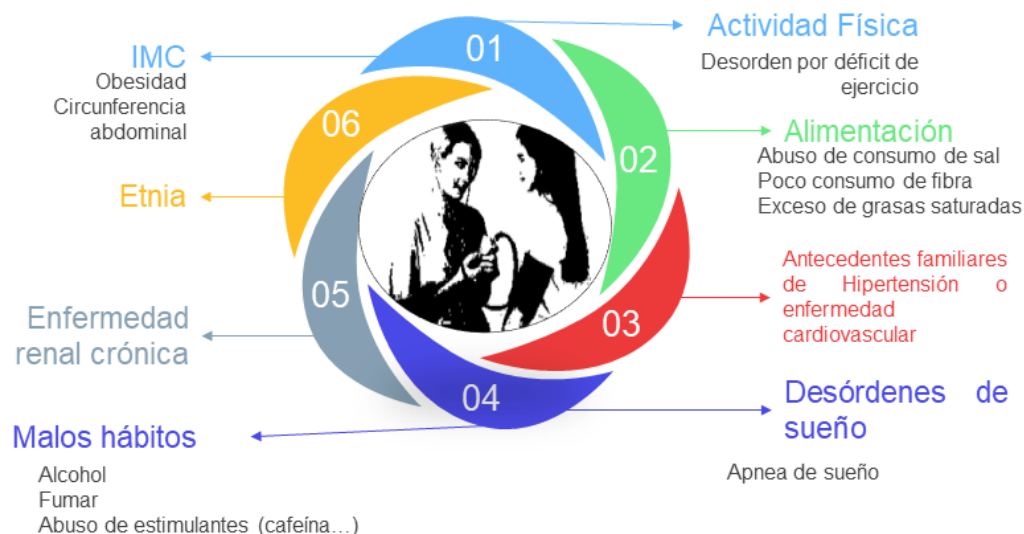 01
Actividad Física
Desorden por déficit de
ejercicio
02
Alimentación
Abuso de consumo de sal
Poco consumo de fibra
Exceso de grasas saturadas
03
Antecedentes familiares
de Hipertensión o
enfermedad
cardiovascular
04
Desórdenes de
sueño
Apnea de sueño
Malos hábitos
Alcohol
Fumar
Abuso de estimulantes (cafeína…)
05
Enfermedad
renal crónica
06
Etnia
IMC
Obesidad
Circunferencia
abdominal